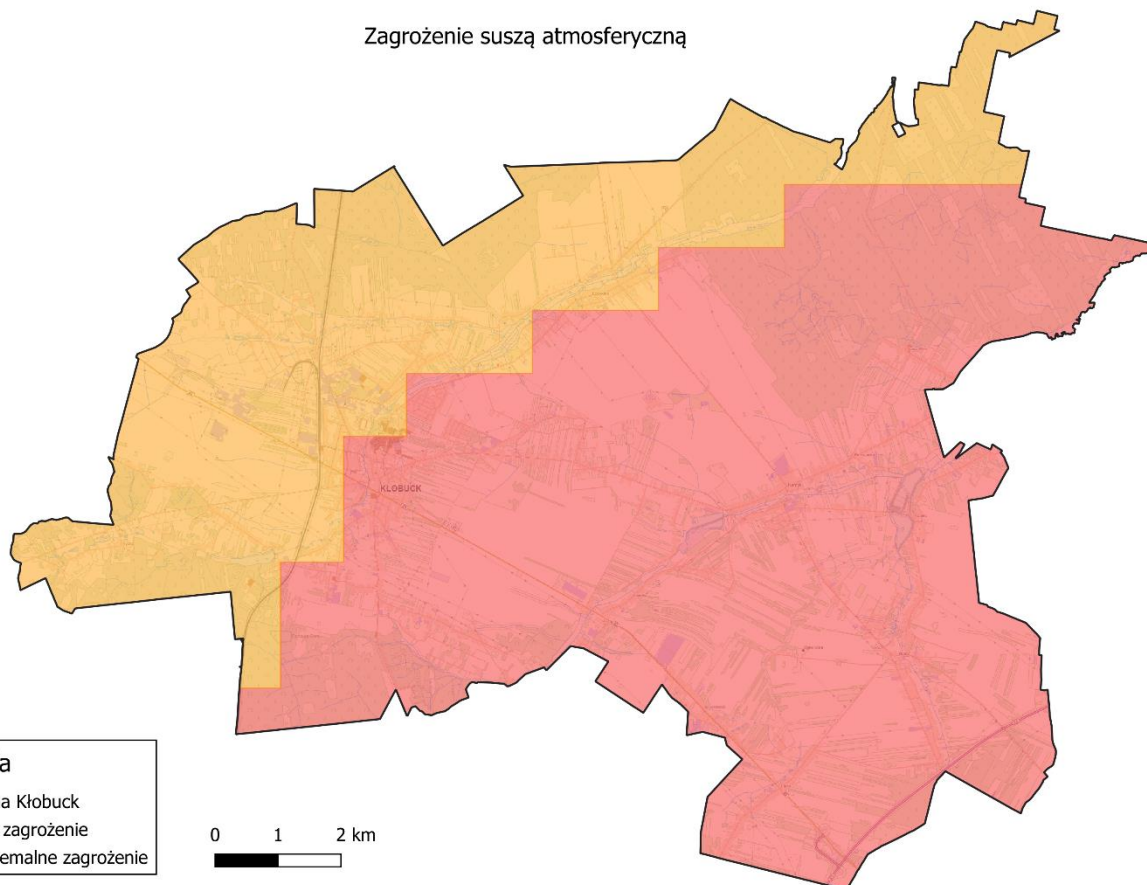 Zagrożenie suszą atmosferyczną
KŁOBUCK
a
a Kłobuck
zagrożenie
emalne zagrożenie
0 1 2 km